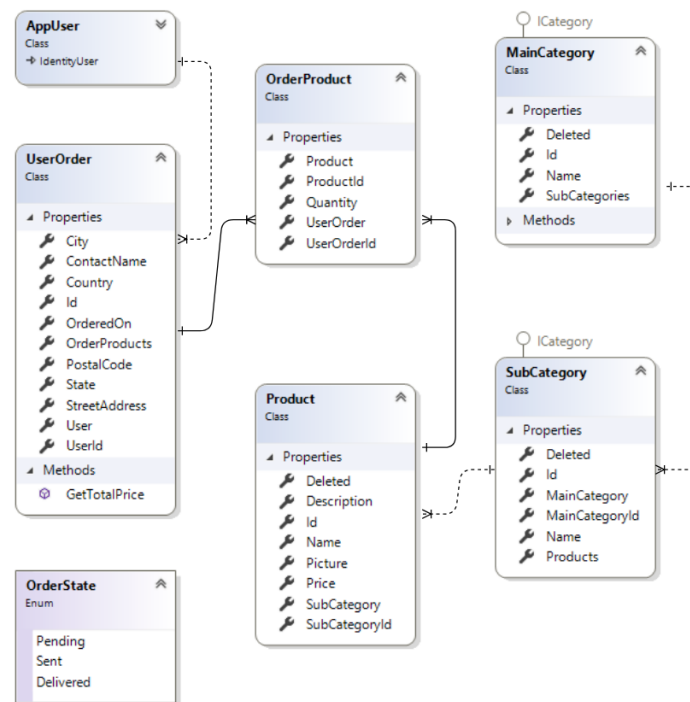 AppUser
Class
IdentityUser
UserOrder
Class
Properties
City
ContactName
Country
Id
OrderedOn
OrderProducts
PostalCode
State
StreetAddress
User
UserId
Methods
GetTotalPrice
OrderState
Enum
Pending
Sent
Delivered
OrderProduct
Class
Properties
Product
ProductId
Quantity
UserOrder
UserOrderId
Product
Class
Properties
Deleted
Description
Id
Name
Picture
Price
SubCategory
SubCategoryId
ICategory
MainCategory
Class
Properties
Deleted
Id
Name
SubCategories
Methods
ICategory
SubCategory
Class
Properties
Deleted
Id
MainCategory
MainCategoryId
Name
Products